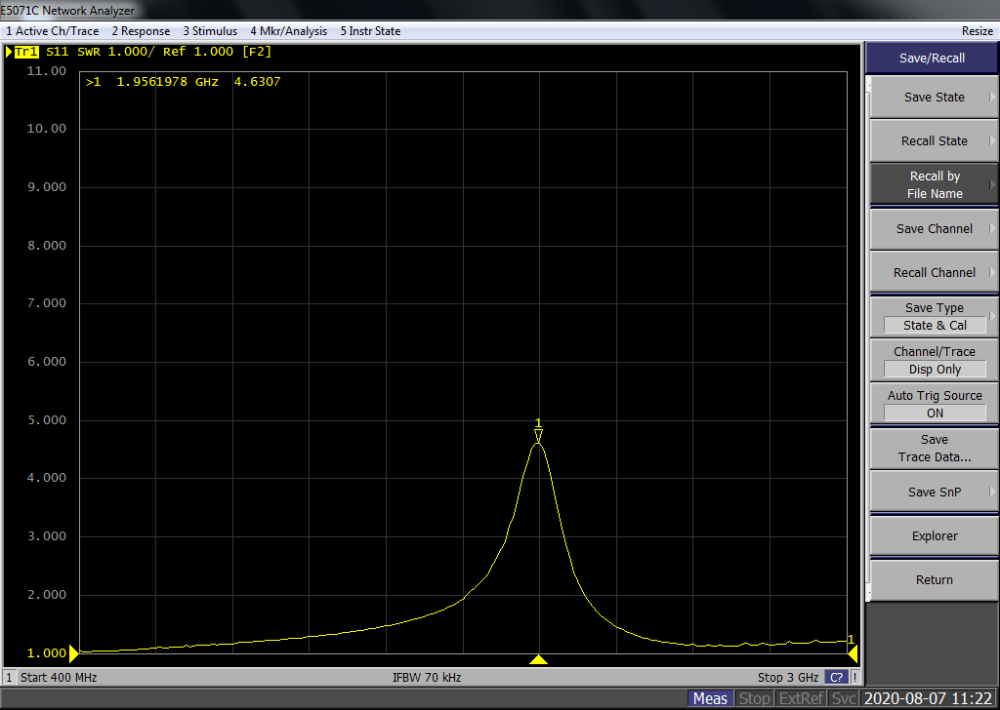 E5071C Network Analyzer
1 Active Ch/Trace 2 Response 3 Stimulus 4 Mkr/Analysis 5 Instr State Resize
Tr1 S11 SWR 1.000/ Ref 1.000 [F2]
11.00
>1 1.9561978 GHz 4.6307
10.00
9.000
8.000
7.000
6.000
5.000
4.000
3.000
2.000
1.000
1
1
Save/Recall
Save State
Recall State
Recall by
File Name
Save Channel
Recall Channel
Save Type
State & Cal
Channel/Trace
Disp Only
Auto Trig Source
ON
Save
Trace Data...
Save SnP
Explorer
Return
1 Start 400 MHz IFBW 70 kHz Stop 3 GHz C? !
Meas Stop ExtRef Svc 2020-08-07 11:22